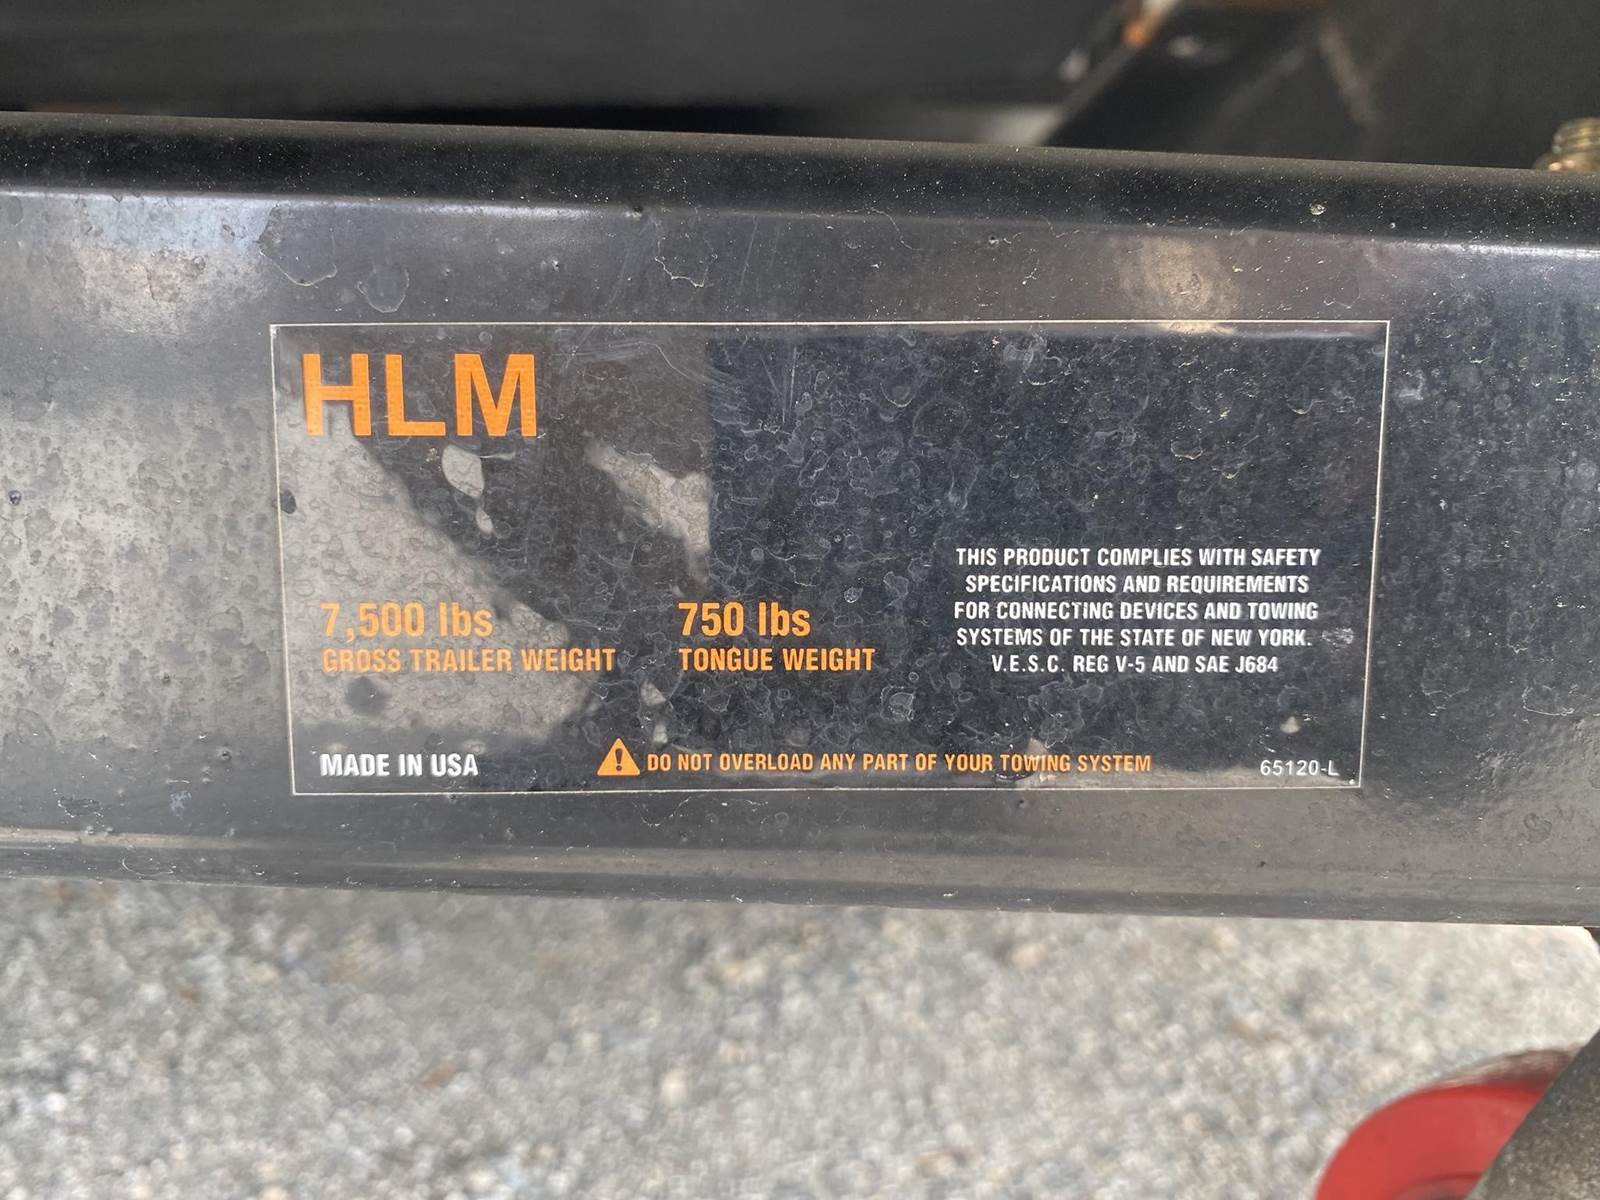 HLM
7,500 lbs
GROSS TRAILER WEIGHT
750 lbs
TONGUE WEIGHT
THIS PRODUCT COMPLIES WITH SAFETY
SPECIFICATIONS AND REQUIREMENTS
FOR CONNECTING DEVICES AND TOWING
SYSTEMS OF THE STATE OF NEW YORK.
V.E.S.C. REG V-5 AND SAE J684
MADE IN USA
DO NOT OVERLOAD ANY PART OF YOUR TOWING SYSTEM
65120-L